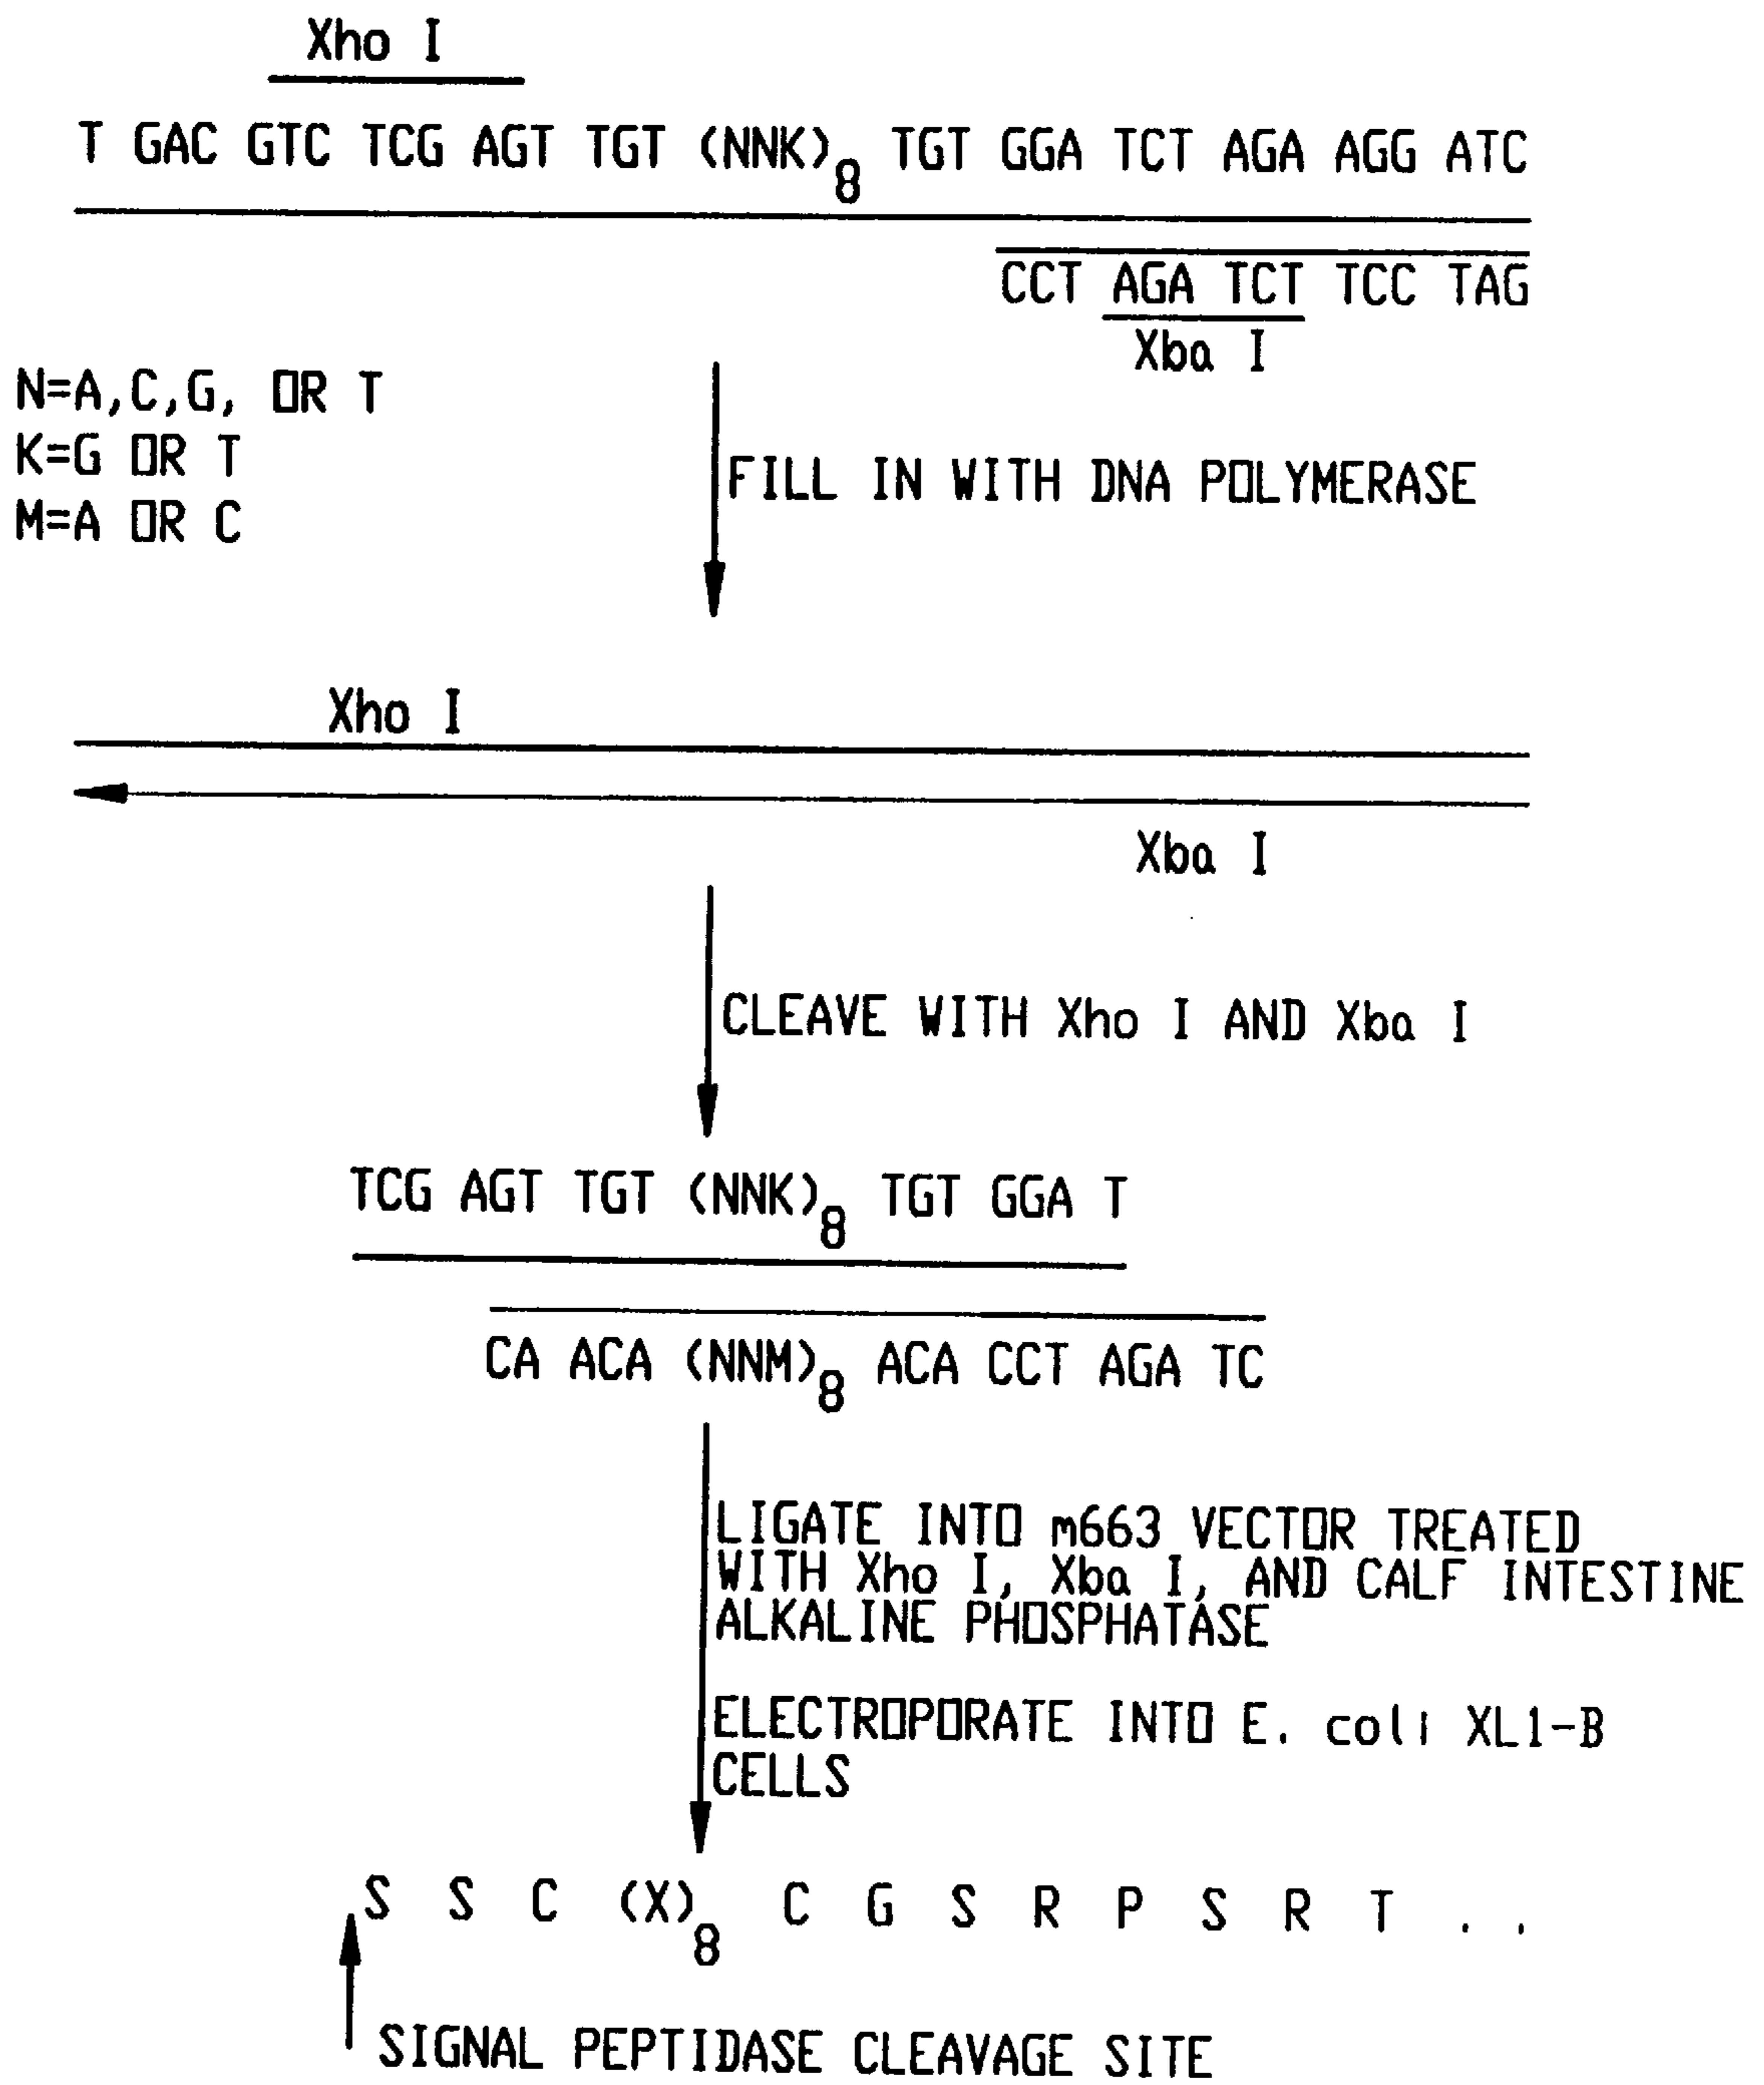 Xho I
T GAC GTC TCG AGT TGT (NNK)8 TGT GGA TCT AGA AGG ATC
CCT AGA TCT TCC TAG
Xba I
N=A,C,G, OR T
K=G OR T
M=A OR C
FILL IN WITH DNA POLYMERASE
Xho I
Xba I
CLEAVE WITH Xho I AND Xba I
TCG AGT TGT (NNK)8 TGT GGA T
CA ACA (NNM)8 ACA CCT AGA TC
LIGATE INTO m663 VECTOR TREATED
WITH Xho I, Xba I, AND CALF INTESTINE
ALKALINE PHOSPHATASE
ELECTROPORATE INTO E. coli XL1-B
CELLS
S S C (X)8 C G S R P S R T . .
SIGNAL PEPTIDASE CLEAVAGE SITE